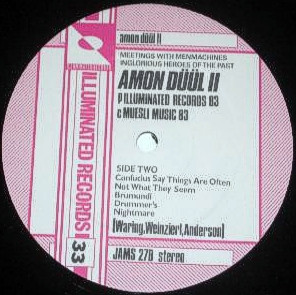 amon düül II
MEETINGS WITH MENMACHINES
INGLORIOUS HEROES OF THE PAST
AMON DÜÜL II
P ILLUMINATED RECORDS 83
c MUESLI MUSIC 83
SIDE TWO
Confucius Say Things Are Often
Not What They Seem
Brumundi
Drummer's
Nightmare
[Waring, Weinzierl, Anderson]
JAMS 27B stereo
ILLUMINATED RECORDS
33